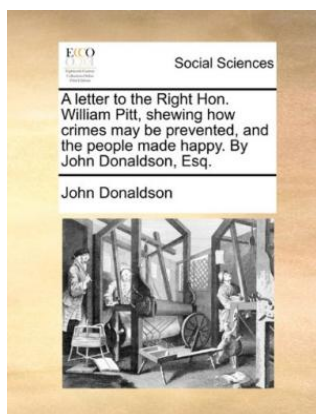 ECCO
Social Sciences
A letter to the Right Hon.
William Pitt, shewing how
crimes may be prevented, and
the people made happy. By
John Donaldson, Esq.
John Donaldson